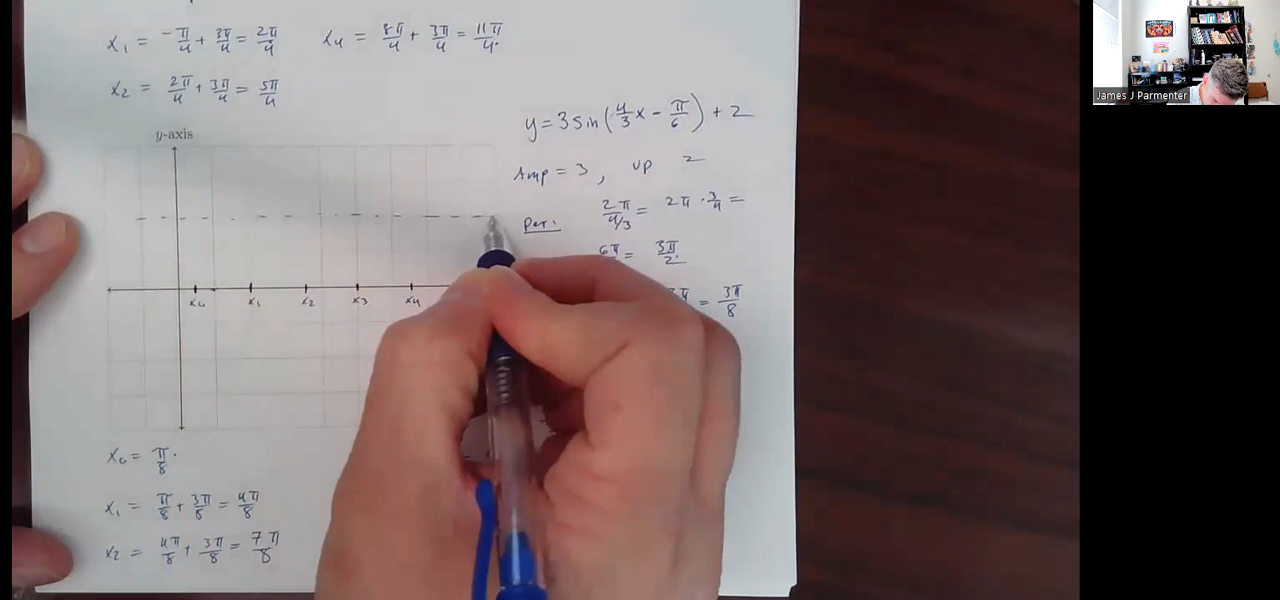 x₁ = -π/4 + 3π/4 = 2π/4
x₄ = 8π/4 + 3π/4 = 11π/4.
x₂ = 2π/4 + 3π/4 = 5π/4
y-axis
y = 3 sin(4/3 x - π/6) + 2
Amp = 3, up 2
Per: 2π/4/3 = 2π · 3/4 =
6π = 3π/2.
x₀ x₁ x₂ x₃ x₄
= 3π/8
x₀ = π/8.
x₁ = π/8 + 3π/8 = 4π/8
x₂ = 4π/8 + 3π/8 = 7π/8
James J Parmenter